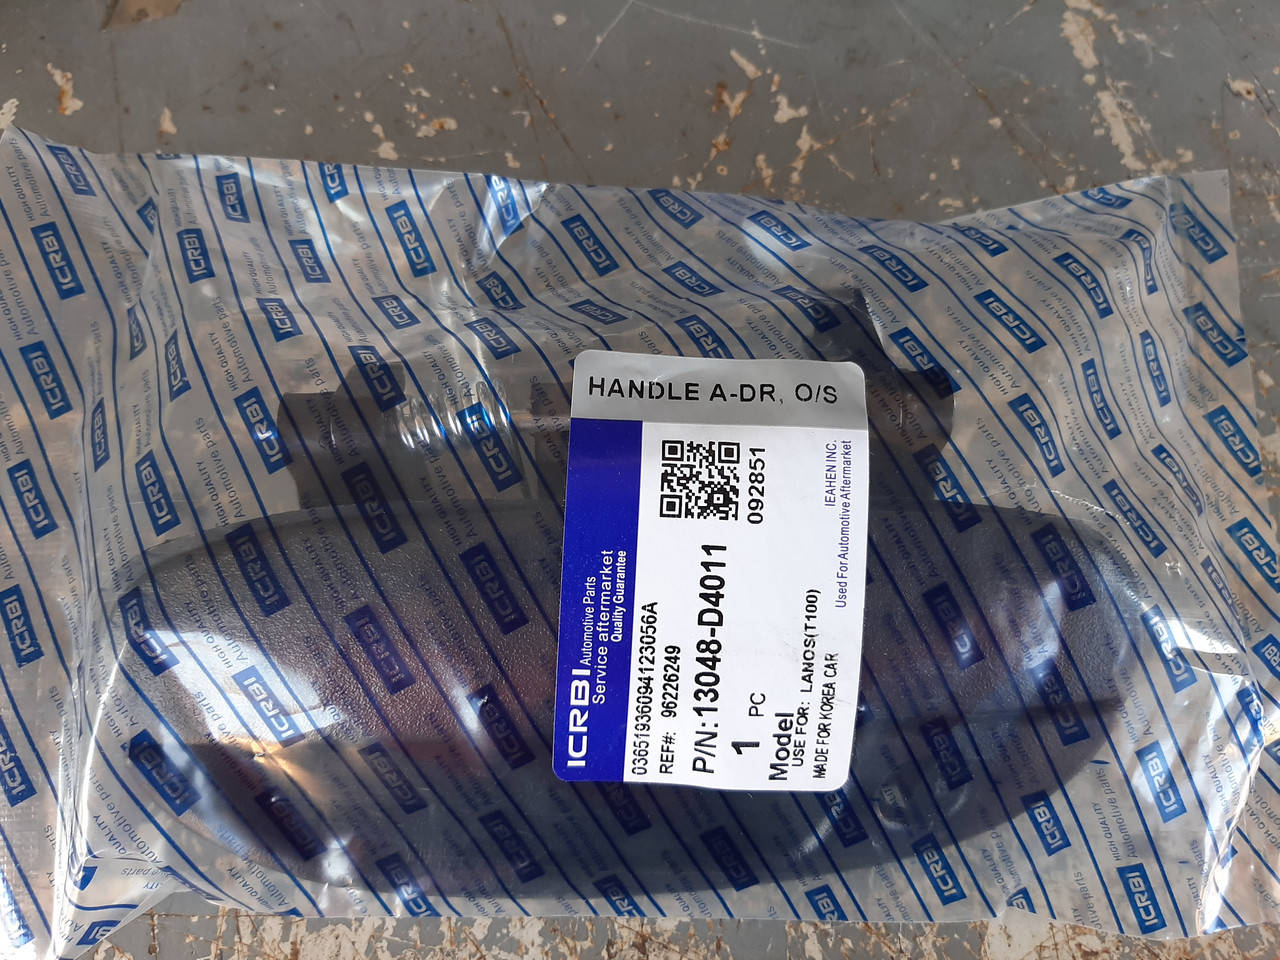 HANDLE A-DR, O/S
ICRBI
Automotive Parts
Service aftermarket
Quality Guarantee
0365193609412305​6A
REF#: 96226249
P/N:13048-D4011
092851
1 PC
Model
USE FOR: LANOS(T100)
MADE FOR KOREA CAR
IEAHEN INC.
Used For Automotive Aftermarket
ICRBI
HIGH QUALITY
Automotive parts